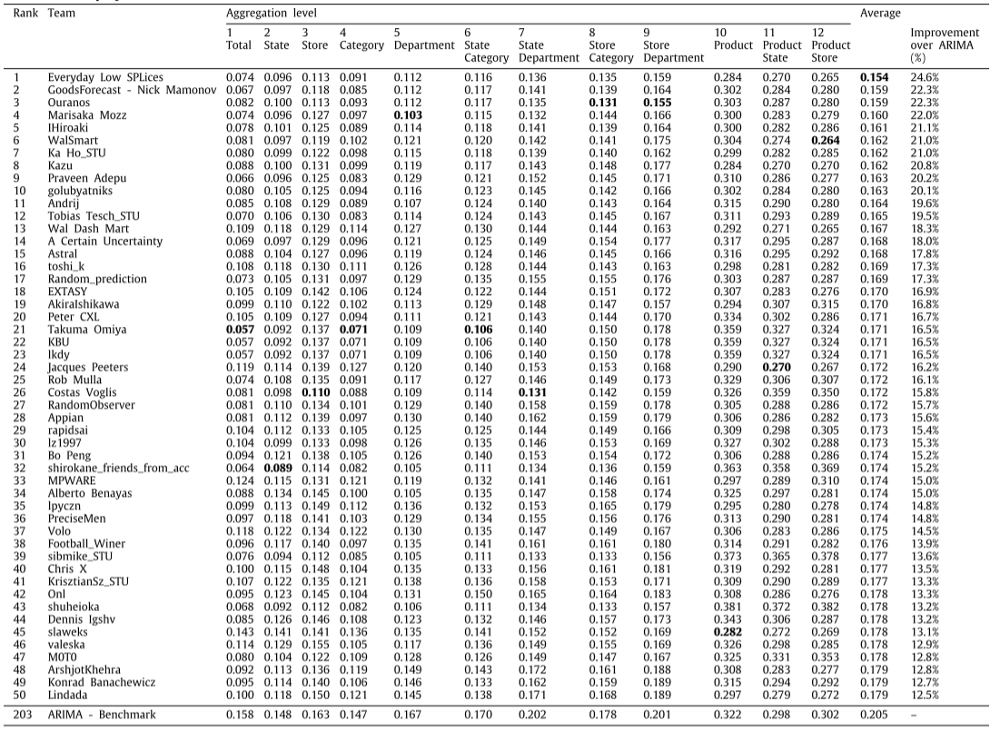 Rank Team Aggregation level Average
1 2 3 4 5 6 7 8 9 10 11 12 Improvement
Total State Store Category Department State State Store Store Product Product Product over ARIMA
Category Department Category Department State Store (%)
1 Everyday Low SPLices 0.074 0.096 0.113 0.091 0.112 0.116 0.136 0.135 0.159 0.284 0.270 0.265 0.154 24.6%
2 GoodsForecast - Nick Mamonov 0.067 0.097 0.118 0.085 0.112 0.117 0.141 0.139 0.164 0.302 0.284 0.280 0.159 22.3%
3 Ouranos 0.082 0.100 0.113 0.093 0.112 0.117 0.135 0.131 0.155 0.303 0.287 0.280 0.159 22.3%
4 Marisaka Mozz 0.074 0.096 0.127 0.097 0.103 0.115 0.132 0.144 0.166 0.300 0.283 0.279 0.160 22.0%
5 IHiroaki 0.078 0.101 0.125 0.089 0.114 0.118 0.141 0.139 0.164 0.300 0.282 0.286 0.161 21.1%
6 WalSmart 0.081 0.097 0.119 0.102 0.121 0.120 0.142 0.141 0.175 0.304 0.274 0.264 0.162 21.0%
7 Ka Ho_STU 0.080 0.099 0.122 0.098 0.115 0.118 0.139 0.140 0.162 0.299 0.282 0.285 0.162 21.0%
8 Kazu 0.088 0.100 0.131 0.099 0.119 0.117 0.143 0.148 0.177 0.284 0.270 0.270 0.162 20.8%
9 Praveen Adepu 0.066 0.096 0.125 0.083 0.129 0.121 0.152 0.145 0.171 0.310 0.286 0.277 0.163 20.2%
10 golubyatniks 0.080 0.105 0.125 0.094 0.116 0.123 0.145 0.142 0.166 0.302 0.284 0.280 0.163 20.1%
11 Andrij 0.085 0.108 0.129 0.089 0.107 0.124 0.140 0.143 0.164 0.315 0.290 0.280 0.164 19.6%
12 Tobias Tesch_STU 0.070 0.106 0.130 0.083 0.114 0.124 0.143 0.145 0.167 0.311 0.293 0.289 0.165 19.5%
13 Wal Dash Mart 0.109 0.118 0.129 0.114 0.127 0.130 0.144 0.144 0.163 0.292 0.271 0.265 0.167 18.3%
14 A Certain Uncertainty 0.069 0.097 0.129 0.096 0.121 0.125 0.149 0.154 0.177 0.317 0.295 0.287 0.168 18.0%
15 Astral 0.088 0.104 0.127 0.096 0.119 0.124 0.146 0.145 0.166 0.316 0.295 0.292 0.168 17.8%
16 toshi_k 0.108 0.118 0.130 0.111 0.126 0.128 0.144 0.143 0.163 0.298 0.281 0.282 0.169 17.3%
17 Random_prediction 0.073 0.105 0.131 0.097 0.129 0.135 0.155 0.155 0.176 0.303 0.287 0.287 0.169 17.3%
18 EXTASY 0.105 0.109 0.142 0.106 0.124 0.122 0.144 0.151 0.172 0.307 0.283 0.276 0.170 16.9%
19 AkiraIshikawa 0.099 0.110 0.122 0.102 0.113 0.129 0.148 0.147 0.157 0.294 0.307 0.315 0.170 16.8%
20 Peter CXL 0.105 0.109 0.127 0.094 0.111 0.121 0.143 0.144 0.170 0.334 0.302 0.286 0.171 16.7%
21 Takuma Omiya 0.057 0.092 0.137 0.071 0.109 0.106 0.140 0.150 0.178 0.359 0.327 0.324 0.171 16.5%
22 KBU 0.057 0.092 0.137 0.071 0.109 0.106 0.140 0.150 0.178 0.359 0.327 0.324 0.171 16.5%
23 lkdy 0.057 0.092 0.137 0.071 0.109 0.106 0.140 0.150 0.178 0.359 0.327 0.324 0.171 16.5%
24 Jacques Peeters 0.119 0.114 0.139 0.127 0.120 0.140 0.153 0.153 0.168 0.290 0.270 0.267 0.172 16.2%
25 Rob Mulla 0.074 0.108 0.135 0.091 0.117 0.127 0.146 0.149 0.173 0.329 0.306 0.307 0.172 16.1%
26 Costas Voglis 0.081 0.098 0.110 0.088 0.109 0.114 0.131 0.142 0.159 0.326 0.359 0.350 0.172 15.8%
27 RandomObserver 0.081 0.110 0.134 0.101 0.129 0.140 0.158 0.159 0.178 0.305 0.288 0.286 0.172 15.7%
28 Appian 0.081 0.112 0.139 0.097 0.130 0.140 0.162 0.159 0.179 0.306 0.286 0.282 0.173 15.6%
29 rapidsai 0.104 0.112 0.133 0.105 0.125 0.125 0.144 0.149 0.166 0.309 0.298 0.305 0.173 15.4%
30 lz1997 0.104 0.099 0.133 0.098 0.126 0.135 0.146 0.153 0.169 0.327 0.302 0.288 0.173 15.3%
31 Bo Peng 0.094 0.121 0.138 0.105 0.126 0.140 0.153 0.154 0.172 0.306 0.288 0.286 0.174 15.2%
32 shirokane_friends_from_acc 0.064 0.089 0.114 0.082 0.105 0.111 0.134 0.136 0.159 0.363 0.358 0.369 0.174 15.2%
33 MPWARE 0.124 0.115 0.131 0.121 0.119 0.132 0.141 0.146 0.161 0.297 0.289 0.310 0.174 15.0%
34 Alberto Benayas 0.088 0.134 0.145 0.100 0.105 0.135 0.147 0.158 0.174 0.325 0.297 0.281 0.174 15.0%
35 lpyczn 0.099 0.113 0.149 0.112 0.136 0.132 0.153 0.165 0.179 0.295 0.280 0.278 0.174 14.8%
36 PreciseMen 0.097 0.118 0.141 0.103 0.129 0.134 0.155 0.156 0.176 0.313 0.290 0.281 0.174 14.8%
37 Volo 0.118 0.122 0.134 0.122 0.130 0.135 0.147 0.149 0.167 0.306 0.283 0.286 0.175 14.5%
38 Football_Winer 0.096 0.117 0.140 0.097 0.135 0.141 0.161 0.161 0.180 0.314 0.291 0.282 0.176 13.9%
39 sibmike_STU 0.076 0.094 0.112 0.085 0.105 0.111 0.133 0.133 0.156 0.373 0.365 0.378 0.177 13.6%
40 Chris X 0.100 0.115 0.148 0.104 0.135 0.133 0.156 0.161 0.181 0.319 0.292 0.281 0.177 13.5%
41 KrisztianSz_STU 0.107 0.122 0.135 0.121 0.138 0.136 0.158 0.153 0.171 0.309 0.290 0.289 0.177 13.3%
42 Onl 0.095 0.123 0.145 0.104 0.131 0.150 0.165 0.164 0.183 0.308 0.286 0.276 0.178 13.3%
43 shuheioka 0.068 0.092 0.112 0.082 0.106 0.111 0.134 0.133 0.157 0.381 0.372 0.382 0.178 13.2%
44 Dennis Igshv 0.085 0.126 0.146 0.108 0.123 0.132 0.146 0.157 0.173 0.343 0.306 0.287 0.178 13.2%
45 slaweks 0.143 0.141 0.141 0.136 0.135 0.141 0.152 0.152 0.169 0.282 0.272 0.269 0.178 13.1%
46 valeska 0.114 0.129 0.155 0.105 0.117 0.136 0.149 0.155 0.169 0.326 0.298 0.285 0.178 12.9%
47 M0T0 0.080 0.104 0.122 0.109 0.128 0.126 0.149 0.147 0.167 0.325 0.331 0.353 0.178 12.8%
48 ArshjotKhehra 0.092 0.113 0.136 0.119 0.149 0.143 0.172 0.161 0.188 0.308 0.283 0.277 0.179 12.8%
49 Konrad Banachewicz 0.095 0.114 0.140 0.106 0.146 0.133 0.162 0.159 0.189 0.315 0.294 0.292 0.179 12.7%
50 Lindada 0.100 0.118 0.150 0.121 0.145 0.138 0.171 0.168 0.189 0.297 0.279 0.272 0.179 12.5%
203 ARIMA - Benchmark 0.158 0.148 0.163 0.147 0.167 0.170 0.202 0.178 0.201 0.322 0.298 0.302 0.205 –